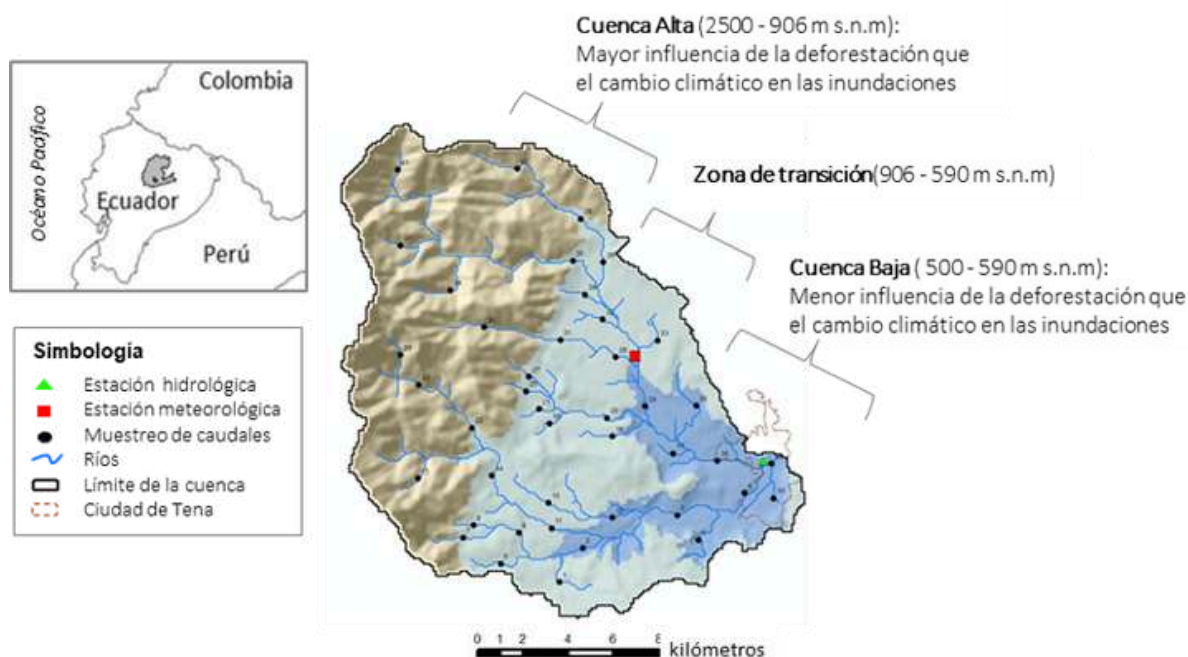 Cuenca Alta (2500 - 906 m s.n.m):
Mayor influencia de la deforestación que
el cambio climático en las inundaciones
Zona de transición(906 - 590 m s.n.m)
Cuenca Baja ( 500 - 590 m s.n.m):
Menor influencia de la deforestación que
el cambio climático en las inundaciones
Océano Pacífico
Colombia
Ecuador
Perú
Simbología
Estación hidrológica
Estación meteorológica
Muestreo de caudales
Ríos
Límite de la cuenca
Ciudad de Tena
0 1 2 4 6 8 kilómetros